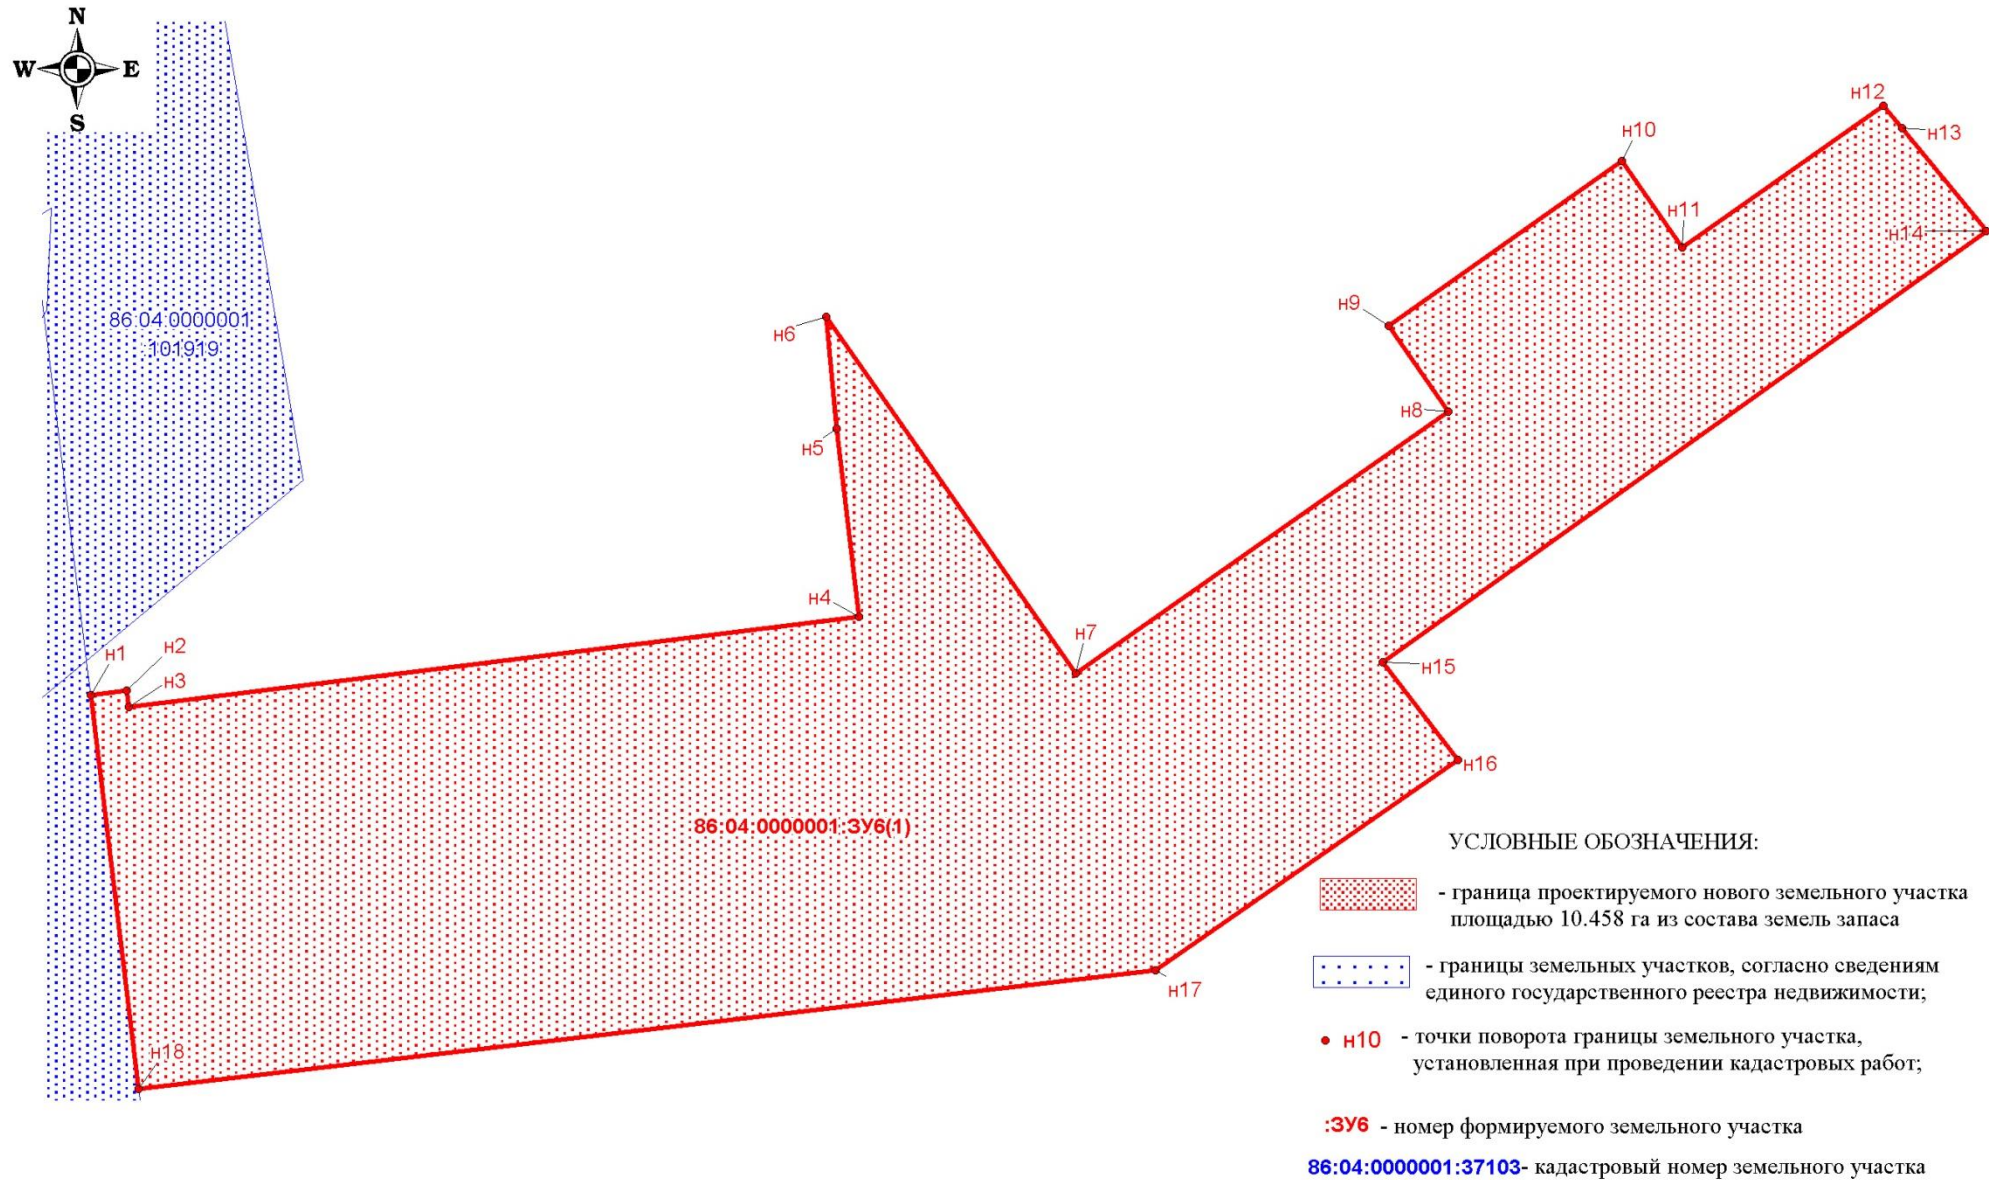 N
W E
S
н12
н13
н10
н11
н14
н9
86:04:0000001
:101919
н6
н8
н5
н4
н7
н2
н1
н3
н15
н16
86:04:0000001:ЗУ6(1)
УСЛОВНЫЕ ОБОЗНАЧЕНИЯ:
- граница проектируемого нового земельного участка
площадью 10.458 га из состава земель запаса
- границы земельных участков, согласно сведениям
единого государственного реестра недвижимости;
н17
н10 - точки поворота границы земельного участка,
установленная при проведении кадастровых работ;
н18
:ЗУ6 - номер формируемого земельного участка
86:04:0000001:37103- кадастровый номер земельного участка